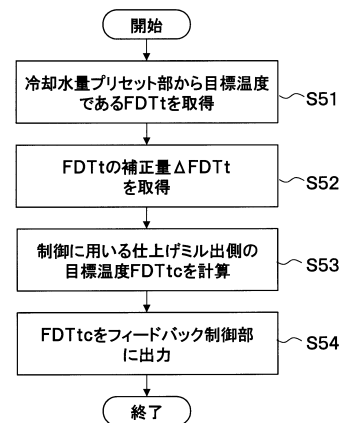 開始
冷却水量プリセット部から目標温度
であるFDTtを取得
S51
FDTtの補正量ΔFDTt
を取得
S52
制御に用いる仕上げミル出側の
目標温度FDTtcを計算
S53
FDTtcをフィードバック制御部
に出力
S54
終了